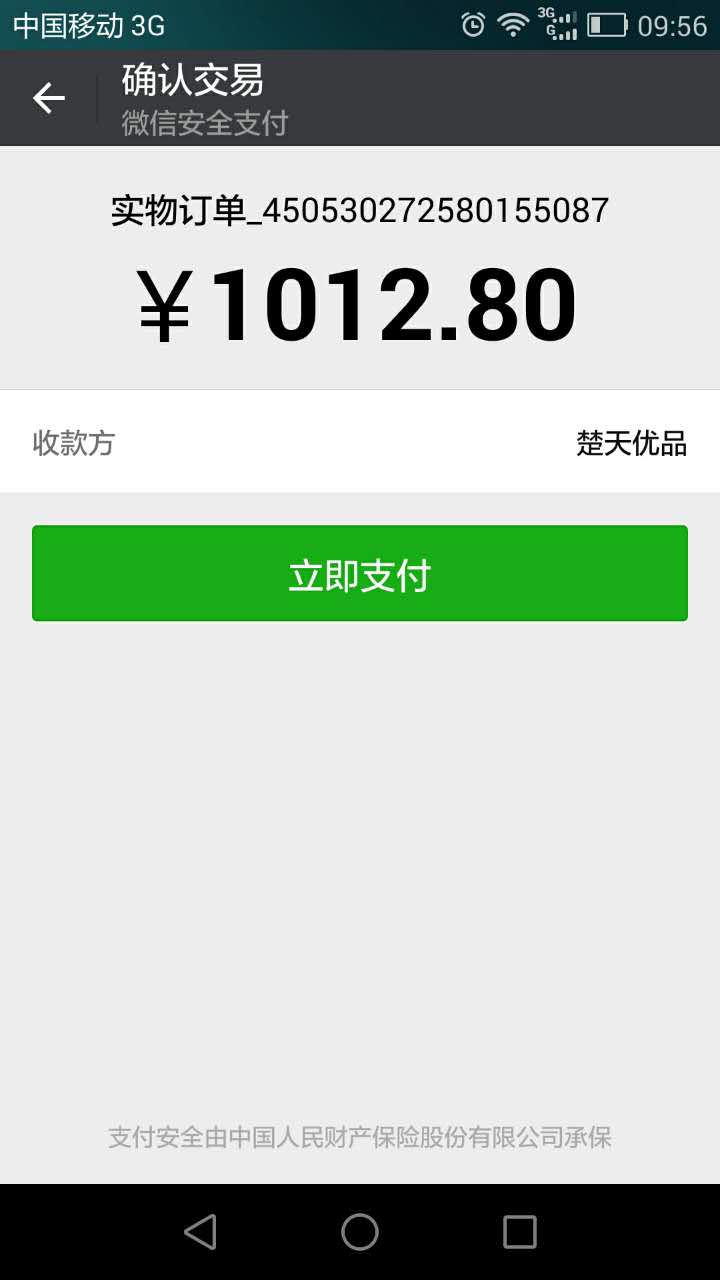 中国移动 3G
3G
G
09:56
确认交易
微信安全支付
实物订单_450530272580155087
￥1012.80
收款方 楚天优品
立即支付
支付安全由中国人民财产保险股份有限公司承保